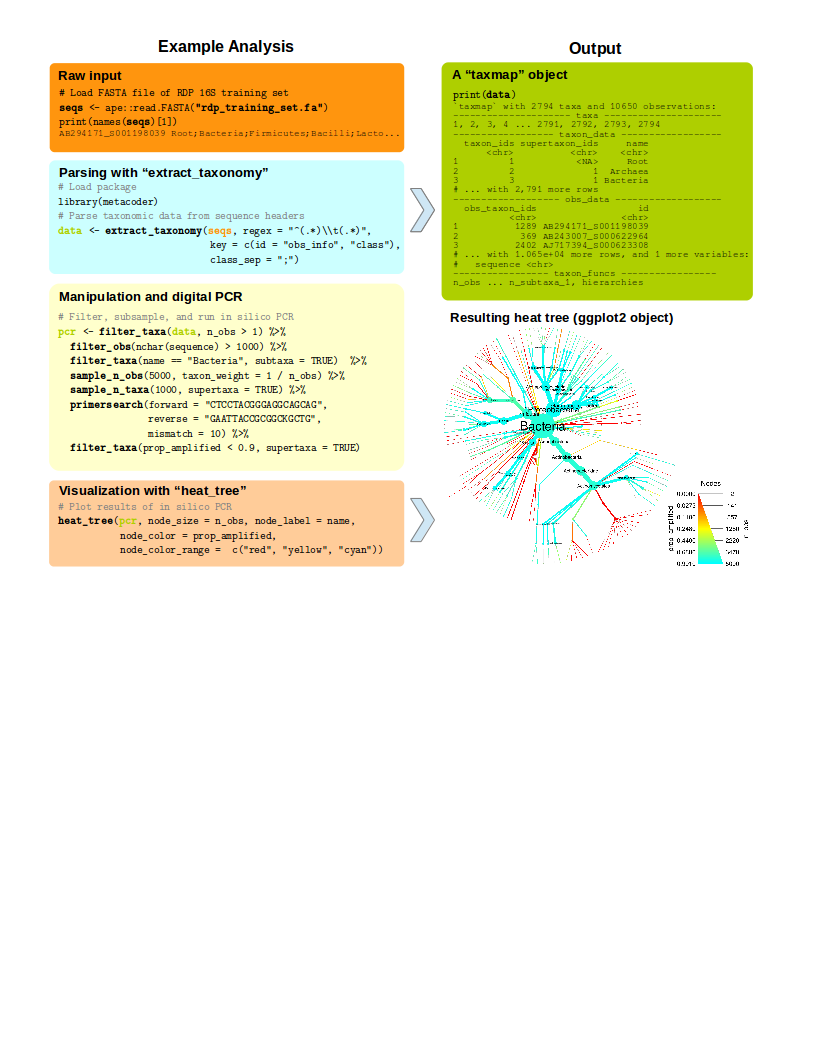 Example Analysis
Raw input
# Load FASTA file of RDP 16S training set
seqs <- ape::read.FASTA("rdp_training_set.fa")
print(names(seqs)[1])
AB294171_S001198039 Root;Bacteria;Firmicutes;Bacilli;Lacto...
Parsing with “extract_taxonomy”
# Load package
library(metacoder)
# Parse taxonomic data from sequence headers
data <- extract_taxonomy(seqs, regex = "^(.*)\\t(.*)",
key = c(id = "obs_info", "class"),
class_sep = ";")
Manipulation and digital PCR
# Filter, subsample, and run in silico PCR
pcr <- filter_taxa(data, n_obs > 1) %>%
filter_obs(nchar(sequence) > 1000) %>%
filter_taxa(name == "Bacteria", subtaxa = TRUE) %>%
sample_n_obs(5000, taxon_weight = 1 / n_obs) %>%
sample_n_taxa(1000, supertaxa = TRUE) %>%
primersearch(forward = "CTCCTACGGGAGGCAGCAG",
reverse = "GAATTACCGCGGCKGCTG",
mismatch = 10) %>%
filter_taxa(prop_amplified < 0.9, supertaxa = TRUE)
Visualization with “heat_tree”
# Plot results of in silico PCR
heat_tree(pcr, node_size = n_obs, node_label = name,
node_color = prop_amplified,
node_color_range = c("red", "yellow", "cyan"))
Output
A “taxmap” object
print(data)
`taxmap` with 2794 taxa and 10650 observations:
--------------------- taxa ---------------------
1, 2, 3, 4 ... 2791, 2792, 2793, 2794
------------------ taxon_data ------------------
taxon_ids supertaxon_ids name
<chr> <chr> <chr>
1 1 <NA> Root
2 2 1 Archaea
3 3 1 Bacteria
# ... with 2,791 more rows
------------------- obs_data -------------------
obs_taxon_ids id
<chr> <chr>
1 1289 AB294171_S001198039
2 369 AB243007_S000622964
3 2402 AJ717394_S000623308
# ... with 1.065e+04 more rows, and 1 more variables:
# sequence <chr>
--------------- taxon_funcs -----------------
n_obs ... n_subtaxa_1, hierarchies
Resulting heat tree (ggplot2 object)
Bacteria
Actinobacteria
Nodes